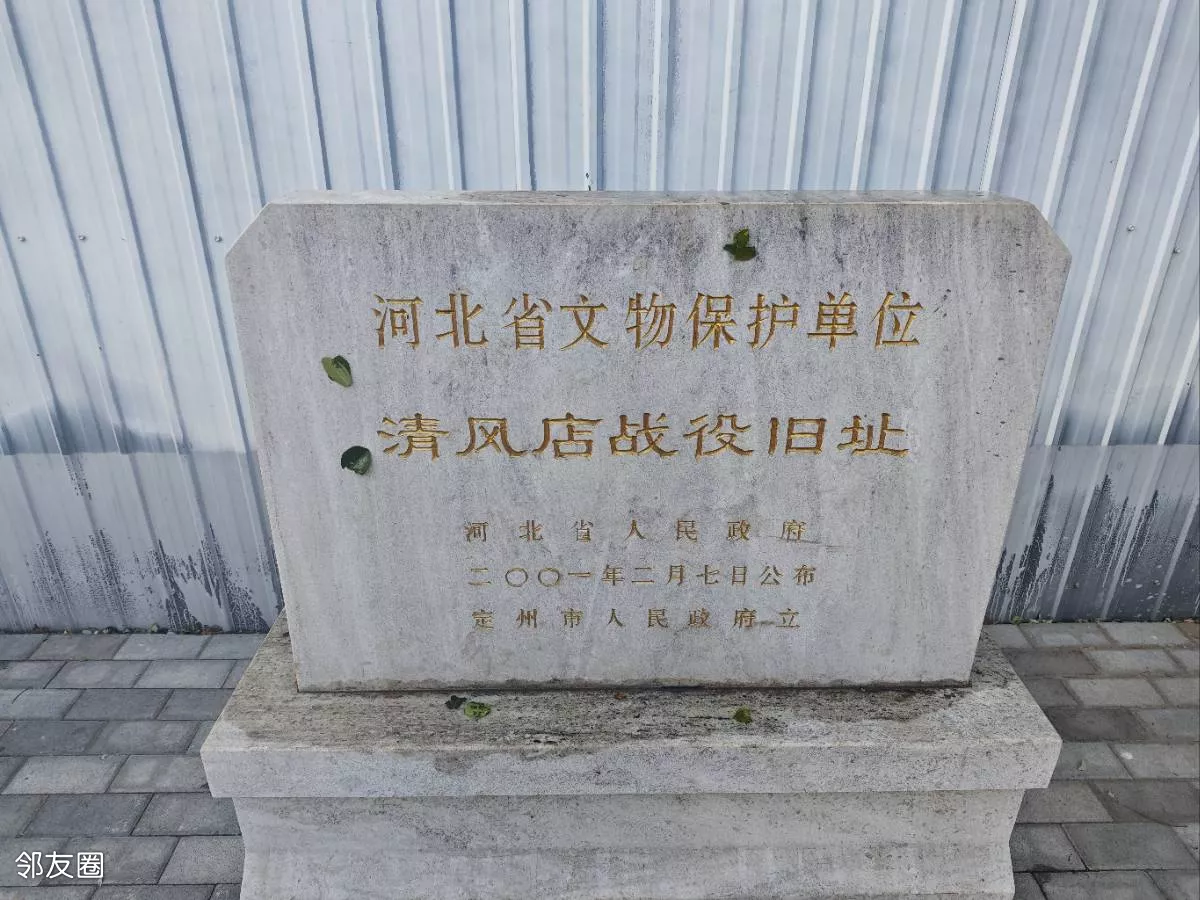 河北省文物保护单位
清风店战役旧址
河北省人民政府
二〇〇一年二月七日公布
定州市人民政府立
邻友圈